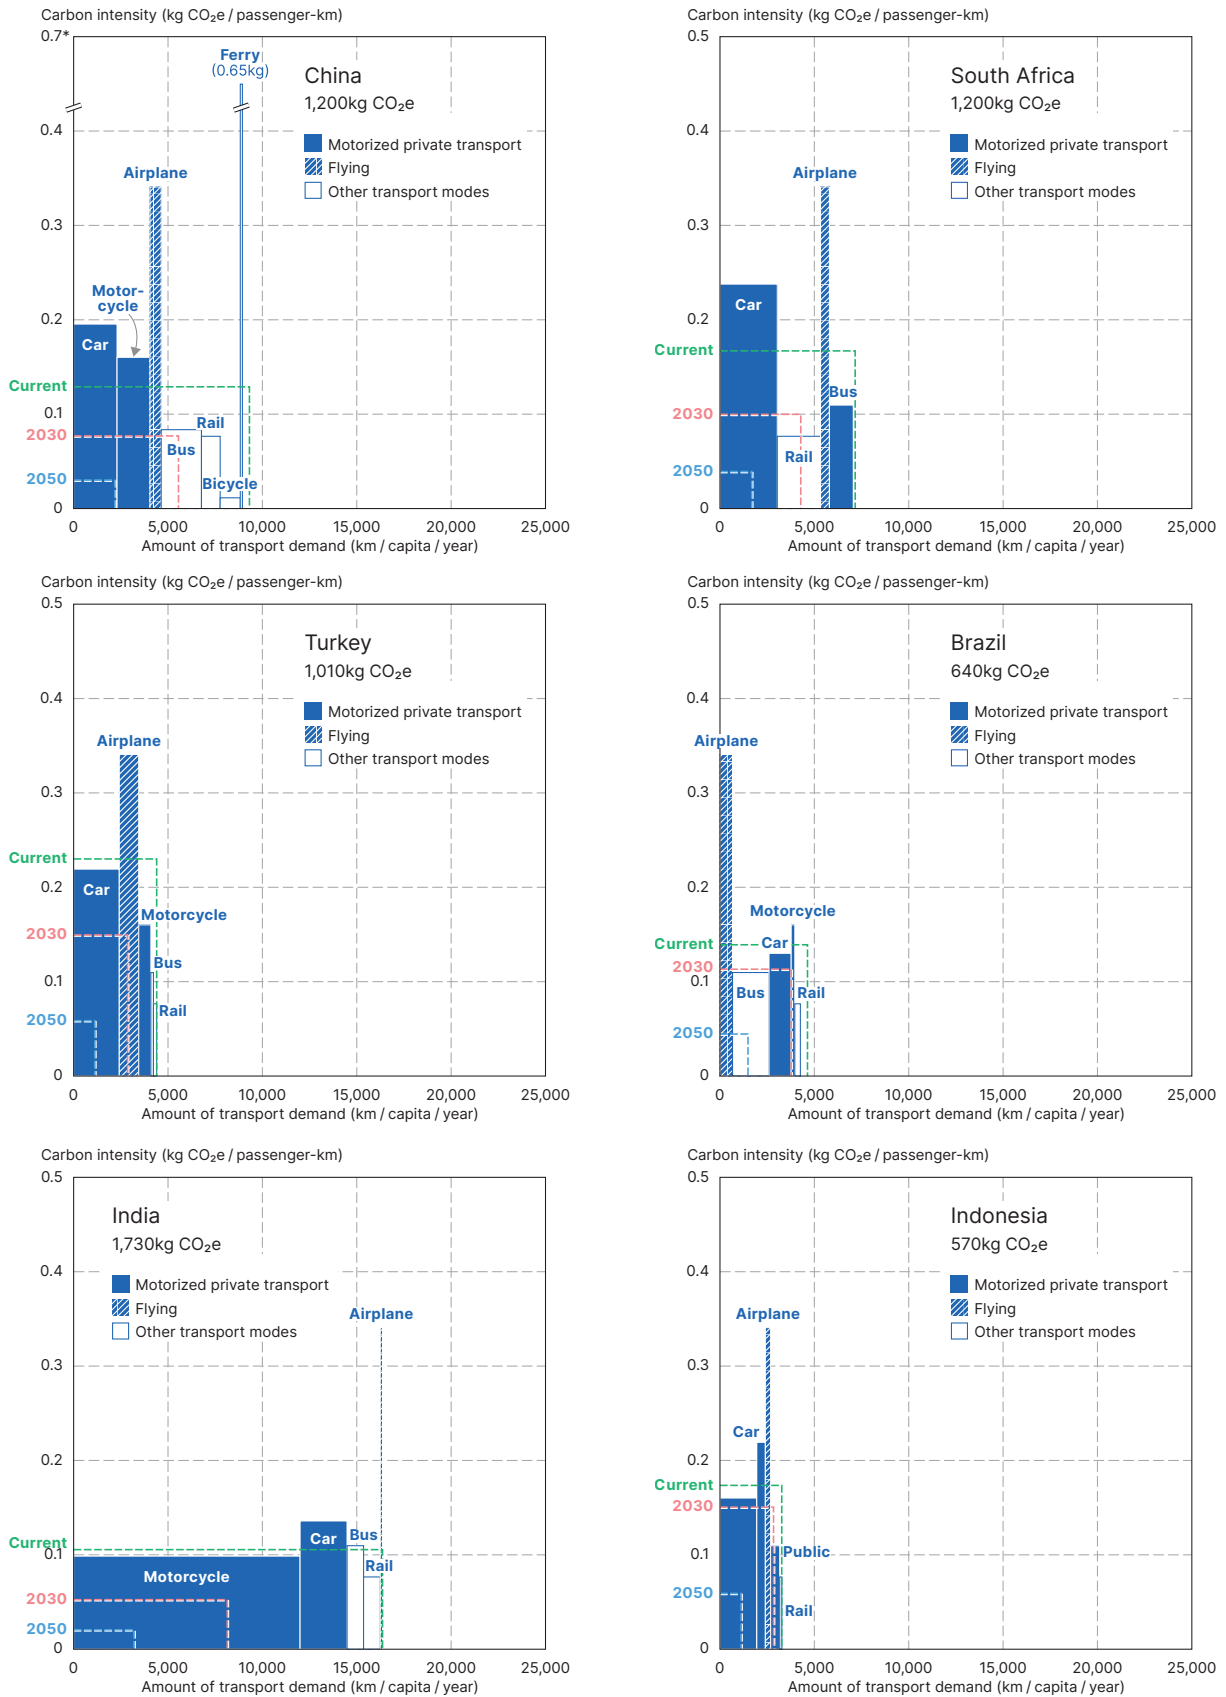 Carbon intensity (kg CO₂e / passenger-km)
0.7*
Ferry
(0.65kg)
China
1,200kg CO₂e
0.4
Motorized private transport
Flying
Other transport modes
Airplane
0.3
Motor-
cycle
0.2
Car
Current
0.1
Rail
2030
Bus
2050
Bicycle
0
0 5,000 10,000 15,000 20,000 25,000
Amount of transport demand (km / capita / year)
Carbon intensity (kg CO₂e / passenger-km)
0.5
South Africa
1,200kg CO₂e
0.4
Motorized private transport
Flying
Other transport modes
Airplane
0.3
Car
0.2
Current
Bus
2030
0.1
Rail
2050
0
0 5,000 10,000 15,000 20,000 25,000
Amount of transport demand (km / capita / year)
Carbon intensity (kg CO₂e / passenger-km)
0.5
Turkey
1,010kg CO₂e
0.4
Motorized private transport
Flying
Other transport modes
Airplane
0.3
Current
0.2
Car
Motorcycle
2030
Bus
0.1
Rail
2050
0
0 5,000 10,000 15,000 20,000 25,000
Amount of transport demand (km / capita / year)
Carbon intensity (kg CO₂e / passenger-km)
0.5
Brazil
640kg CO₂e
0.4
Motorized private transport
Flying
Other transport modes
Airplane
0.3
0.2
Motorcycle
Current
Car
2030
0.1
Bus
Rail
2050
0
0 5,000 10,000 15,000 20,000 25,000
Amount of transport demand (km / capita / year)
Carbon intensity (kg CO₂e / passenger-km)
0.5
India
1,730kg CO₂e
0.4
Motorized private transport
Flying
Other transport modes
Airplane
0.3
0.2
Current
Car
Bus
0.1
Rail
Motorcycle
2030
2050
0
0 5,000 10,000 15,000 20,000 25,000
Amount of transport demand (km / capita / year)
Carbon intensity (kg CO₂e / passenger-km)
0.5
Indonesia
570kg CO₂e
0.4
Motorized private transport
Flying
Other transport modes
Airplane
0.3
Car
0.2
Current
2030
0.1
Public
2050
Rail
0
0 5,000 10,000 15,000 20,000 25,000
Amount of transport demand (km / capita / year)